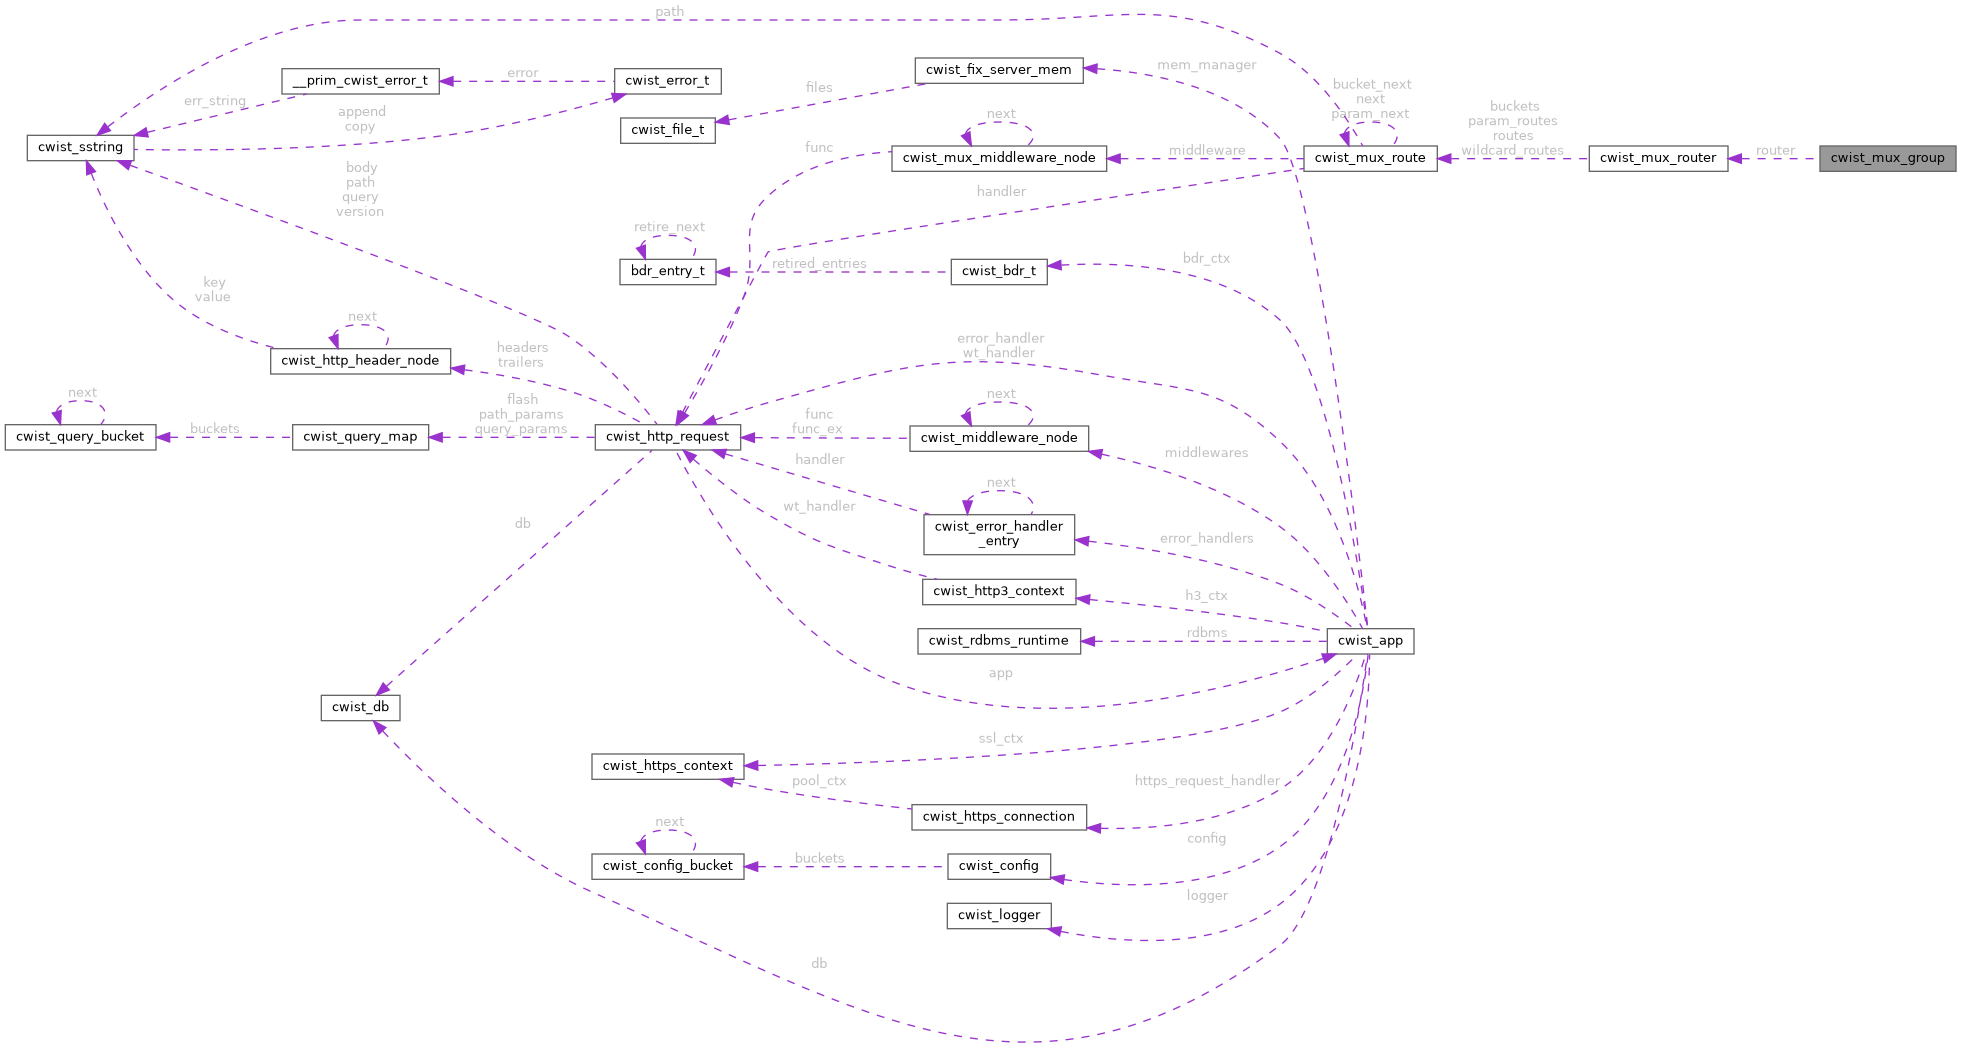 path
cwist_fix_server_mem
mem_manager
__prim_cwist_error_t
error
cwist_error_t
files
bucket_next
next
param_next
err_string
append
copy
cwist_file_t
next
buckets
param_routes
routes
wildcard_routes
cwist_sstring
func
cwist_mux_middleware_node
middleware
cwist_mux_route
cwist_mux_router
router
cwist_mux_group
body
path
query
version
handler
retire_next
bdr_entry_t
retired_entries
cwist_bdr_t
bdr_ctx
key
value
next
cwist_http_header_node
headers
trailers
error_handler
wt_handler
next
cwist_query_bucket
buckets
cwist_query_map
flash
path_params
query_params
cwist_http_request
func
func_ex
next
cwist_middleware_node
middlewares
handler
next
cwist_error_handler
_entry
error_handlers
wt_handler
db
cwist_http3_context
h3_ctx
cwist_rdbms_runtime
rdbms
cwist_app
app
cwist_db
ssl_ctx
cwist_https_context
pool_ctx
https_request_handler
cwist_https_connection
next
cwist_config_bucket
buckets
cwist_config
config
cwist_logger
logger
db